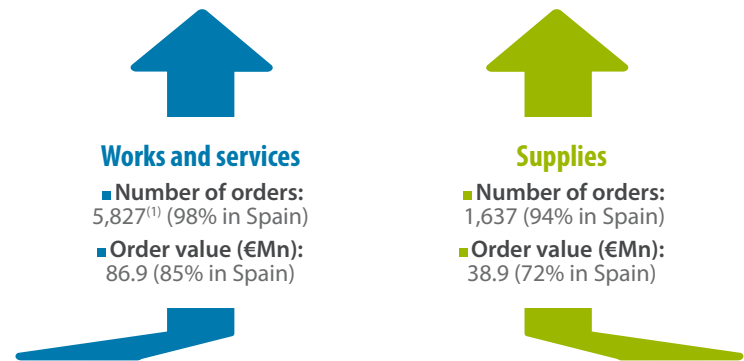 Works and services
Number of orders:
5,827(1) (98% in Spain)
Order value (€Mn):
86.9 (85% in Spain)
Supplies
Number of orders:
1,637 (94% in Spain)
Order value (€Mn):
38.9 (72% in Spain)